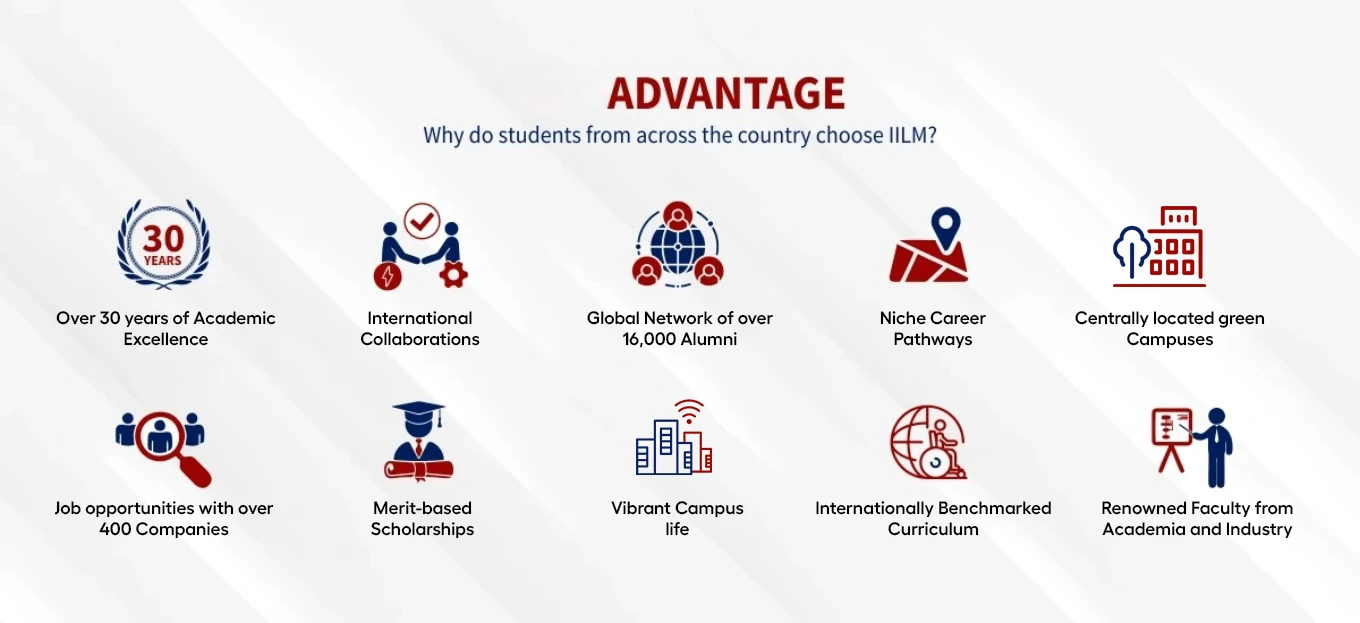 ADVANTAGE
Why do students from across the country choose IILM?
30
YEARS
Over 30 years of Academic
Excellence
International
Collaborations
Global Network of over
16,000 Alumni
Niche Career
Pathways
Centrally located green
Campuses
Job opportunities with over
400 Companies
Merit-based
Scholarships
Vibrant Campus
life
Internationally Benchmarked
Curriculum
Renowned Faculty from
Academia and Industry